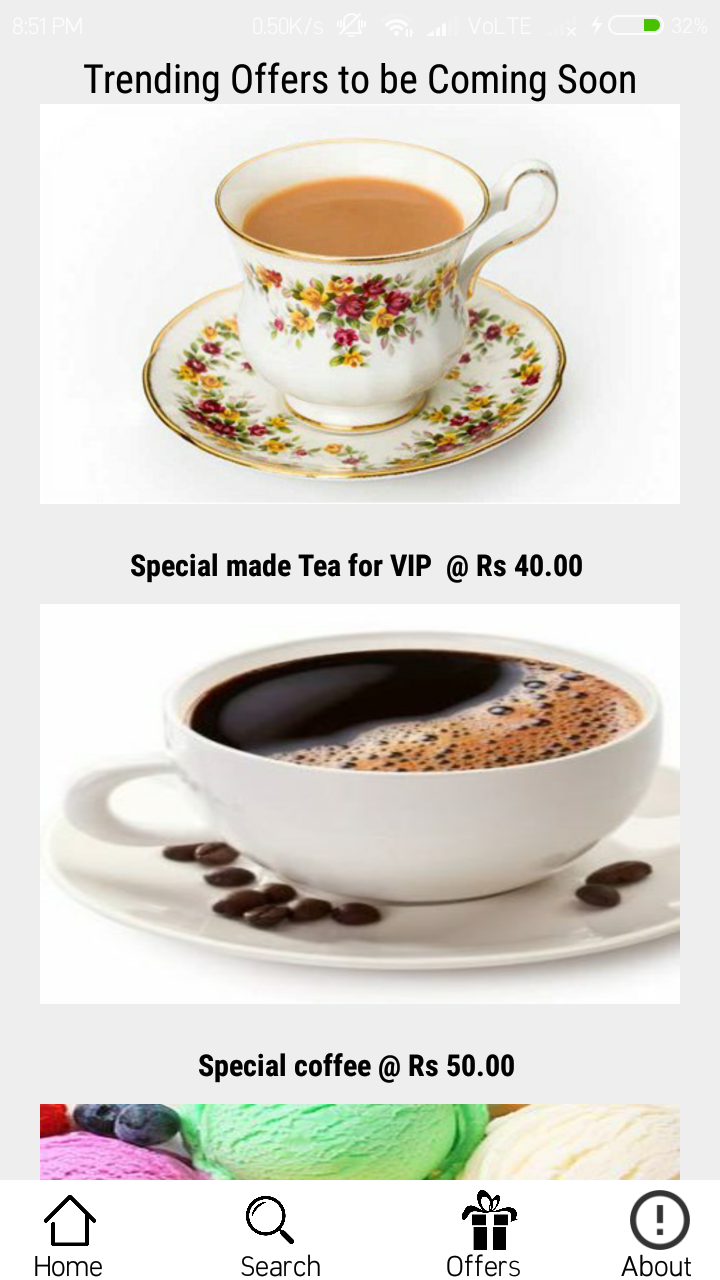 8:51 PM 0.50K/s VoLTE 32%
Trending Offers to be Coming Soon
Special made Tea for VIP @ Rs 40.00
Special coffee @ Rs 50.00
Home Search Offers About